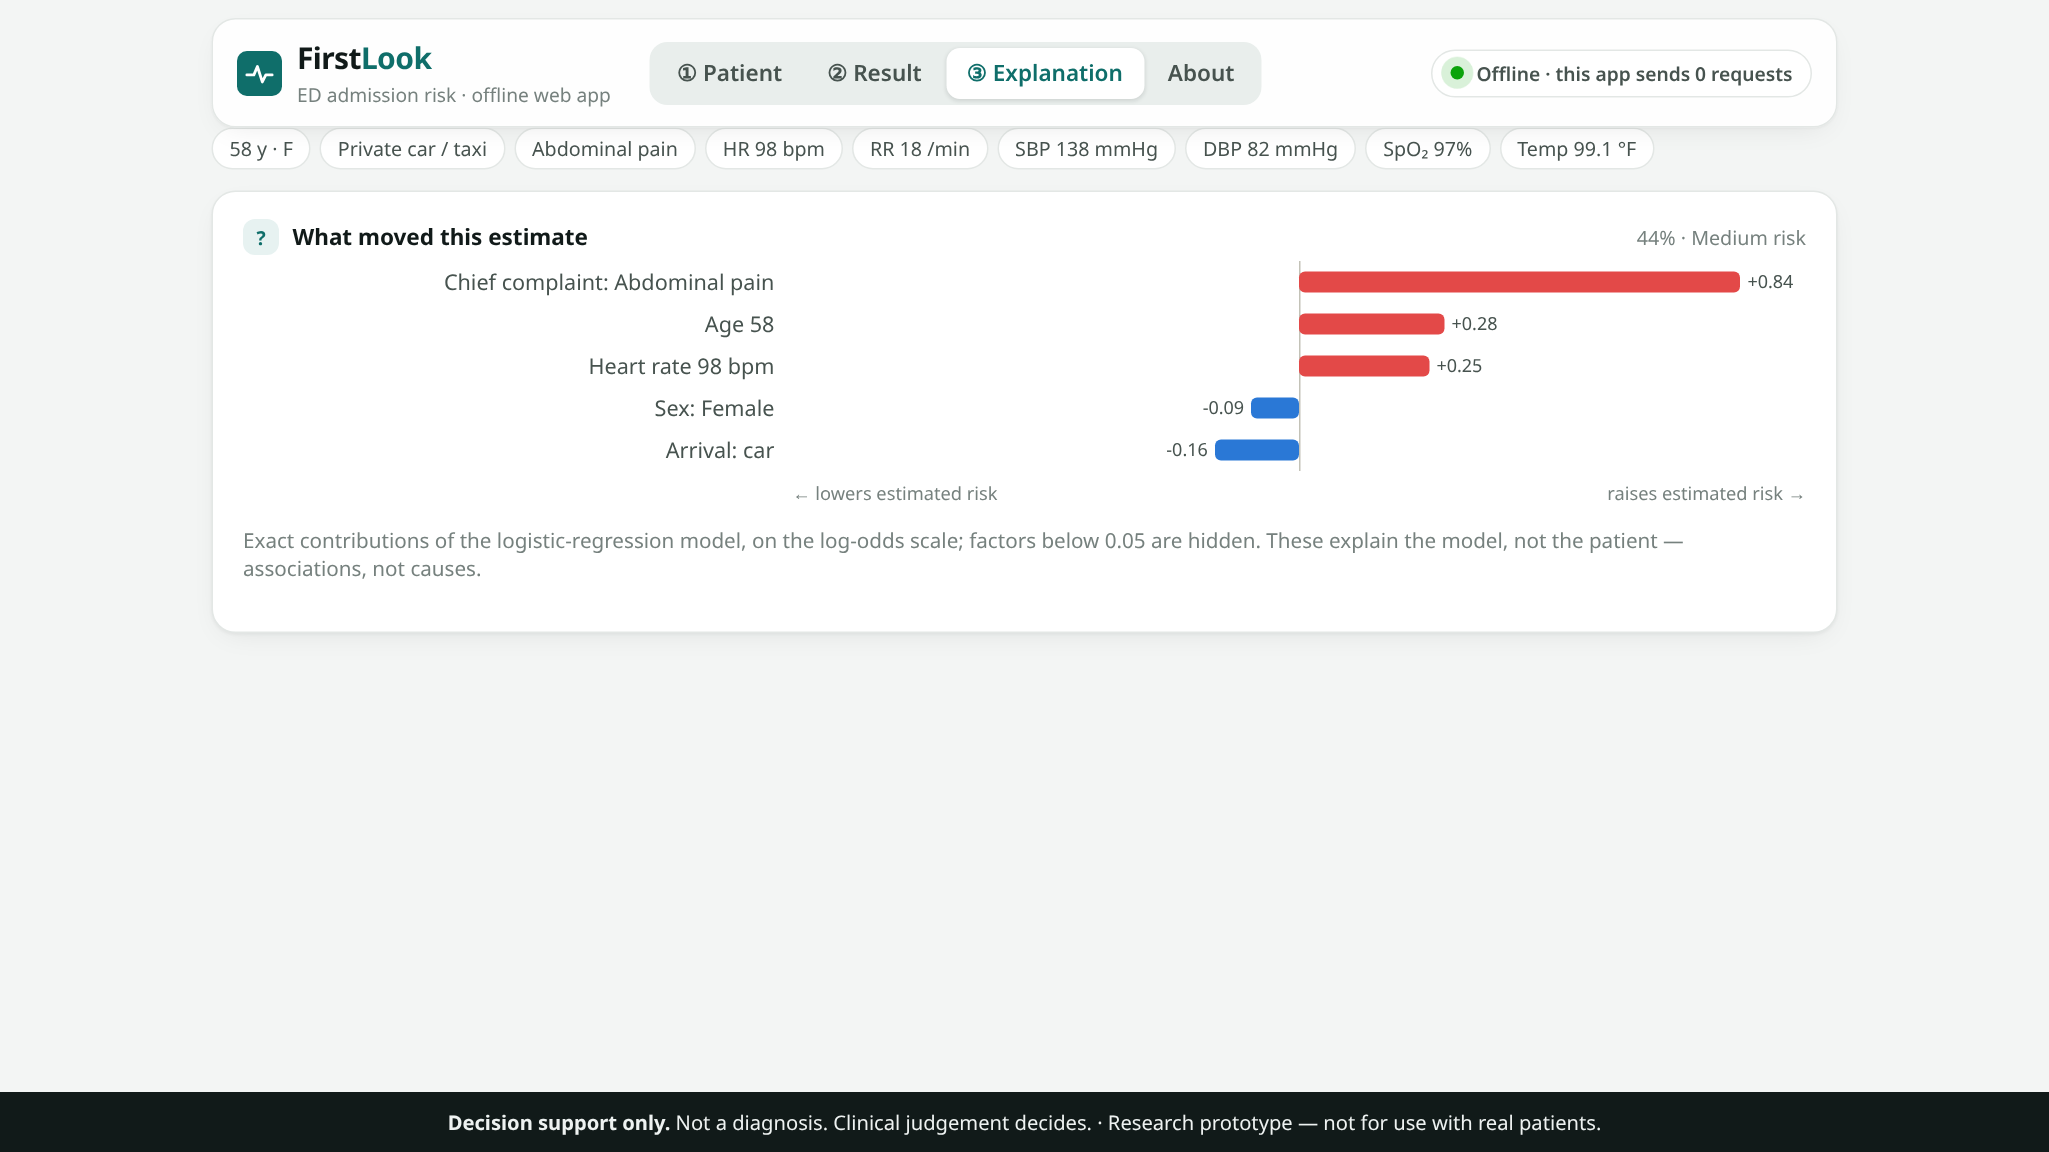 FirstLook
ED admission risk · offline web app
① Patient
② Result
③ Explanation
About
Offline · this app sends 0 requests
58 y · F
Private car / taxi
Abdominal pain
HR 98 bpm
RR 18 /min
SBP 138 mmHg
DBP 82 mmHg
SpO₂ 97%
Temp 99.1 °F
? What moved this estimate
44% · Medium risk
Chief complaint: Abdominal pain +0.84
Age 58 +0.28
Heart rate 98 bpm +0.25
Sex: Female -0.09
Arrival: car -0.16
← lowers estimated risk
raises estimated risk →
Exact contributions of the logistic-regression model, on the log-odds scale; factors below 0.05 are hidden. These explain the model, not the patient —
associations, not causes.
Decision support only. Not a diagnosis. Clinical judgement decides. · Research prototype — not for use with real patients.